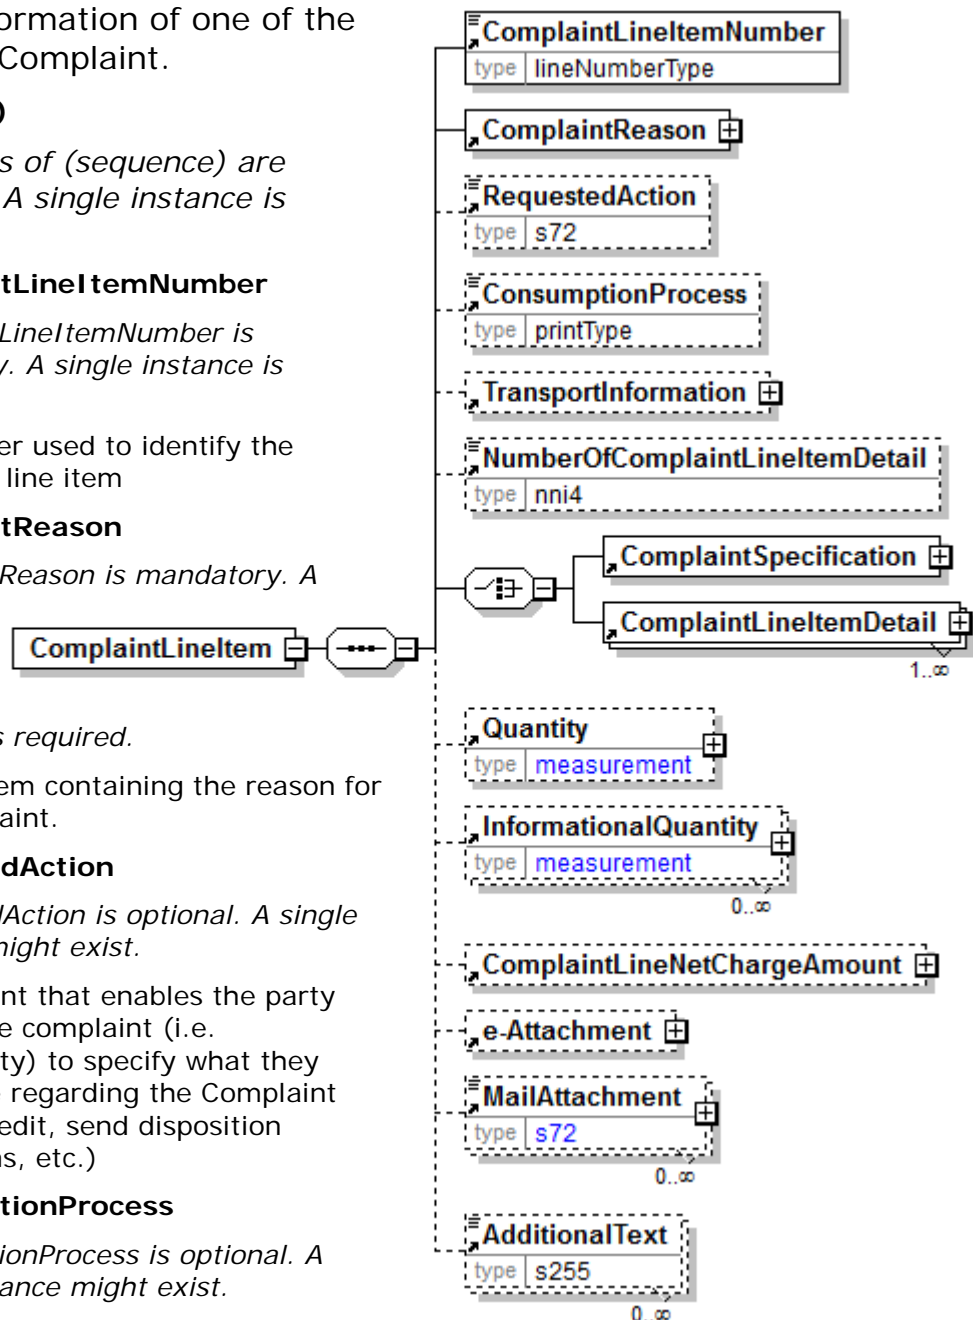 ormation of one of the
Complaint.
)
s of (sequence) are
A single instance is
tLineItemNumber
LineItemNumber is
y. A single instance is
er used to identify the
line item
tReason
Reason is mandatory. A
s required.
em containing the reason for
aint.
dAction
lAction is optional. A single
might exist.
nt that enables the party
e complaint (i.e.
ty) to specify what they
regarding the Complaint
edit, send disposition
ns, etc.)
tionProcess
ionProcess is optional. A
ance might exist.
ComplaintLineItem
ComplaintLineItemNumber
type lineNumberType
ComplaintReason
RequestedAction
type s72
ConsumptionProcess
type printType
TransportInformation
NumberOfComplaintLineItemDetail
type nni4
ComplaintSpecification
ComplaintLineItemDetail
1..∞
Quantity
type measurement
InformationalQuantity
type measurement
0..∞
ComplaintLineNetChargeAmount
e-Attachment
MailAttachment
type s72
0..∞
AdditionalText
type s255
0..∞